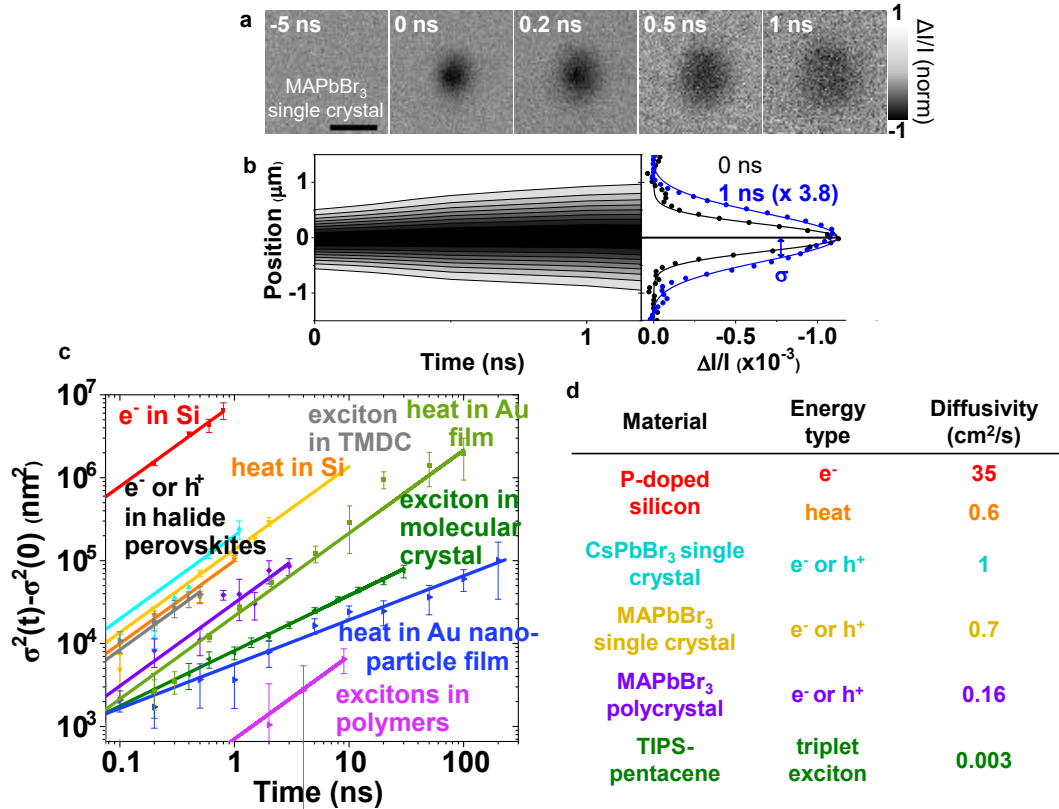 a
-5 ns
0 ns
0.2 ns
0.5 ns
1 ns
MAPbBr₃
single crystal
1
-1
ΔI/I (norm)
b
Position (μm)
1
0
-1
0 ns
1 ns (x 3.8)
σ
0
1
Time (ns)
0.0
-0.5
-1.0
ΔI/I (x10⁻³)
c
σ²(t)-σ²(0) (nm²)
10⁷
10⁶
10⁵
10⁴
10³
e⁻ in Si
exciton
in TMDC
heat in Au
film
heat in Si
e⁻ or h⁺
in halide
perovskites
exciton in
molecular
crystal
heat in Au nano-
particle film
excitons in
polymers
0.1
1
10
100
Time (ns)
d
Material
Energy
type
Diffusivity
(cm²/s)
P-doped
silicon
e⁻
35
heat
0.6
CsPbBr₃ single
crystal
e⁻ or h⁺
1
MAPbBr₃
single crystal
e⁻ or h⁺
0.7
MAPbBr₃
polycrystal
e⁻ or h⁺
0.16
TIPS-
pentacene
triplet
exciton
0.003